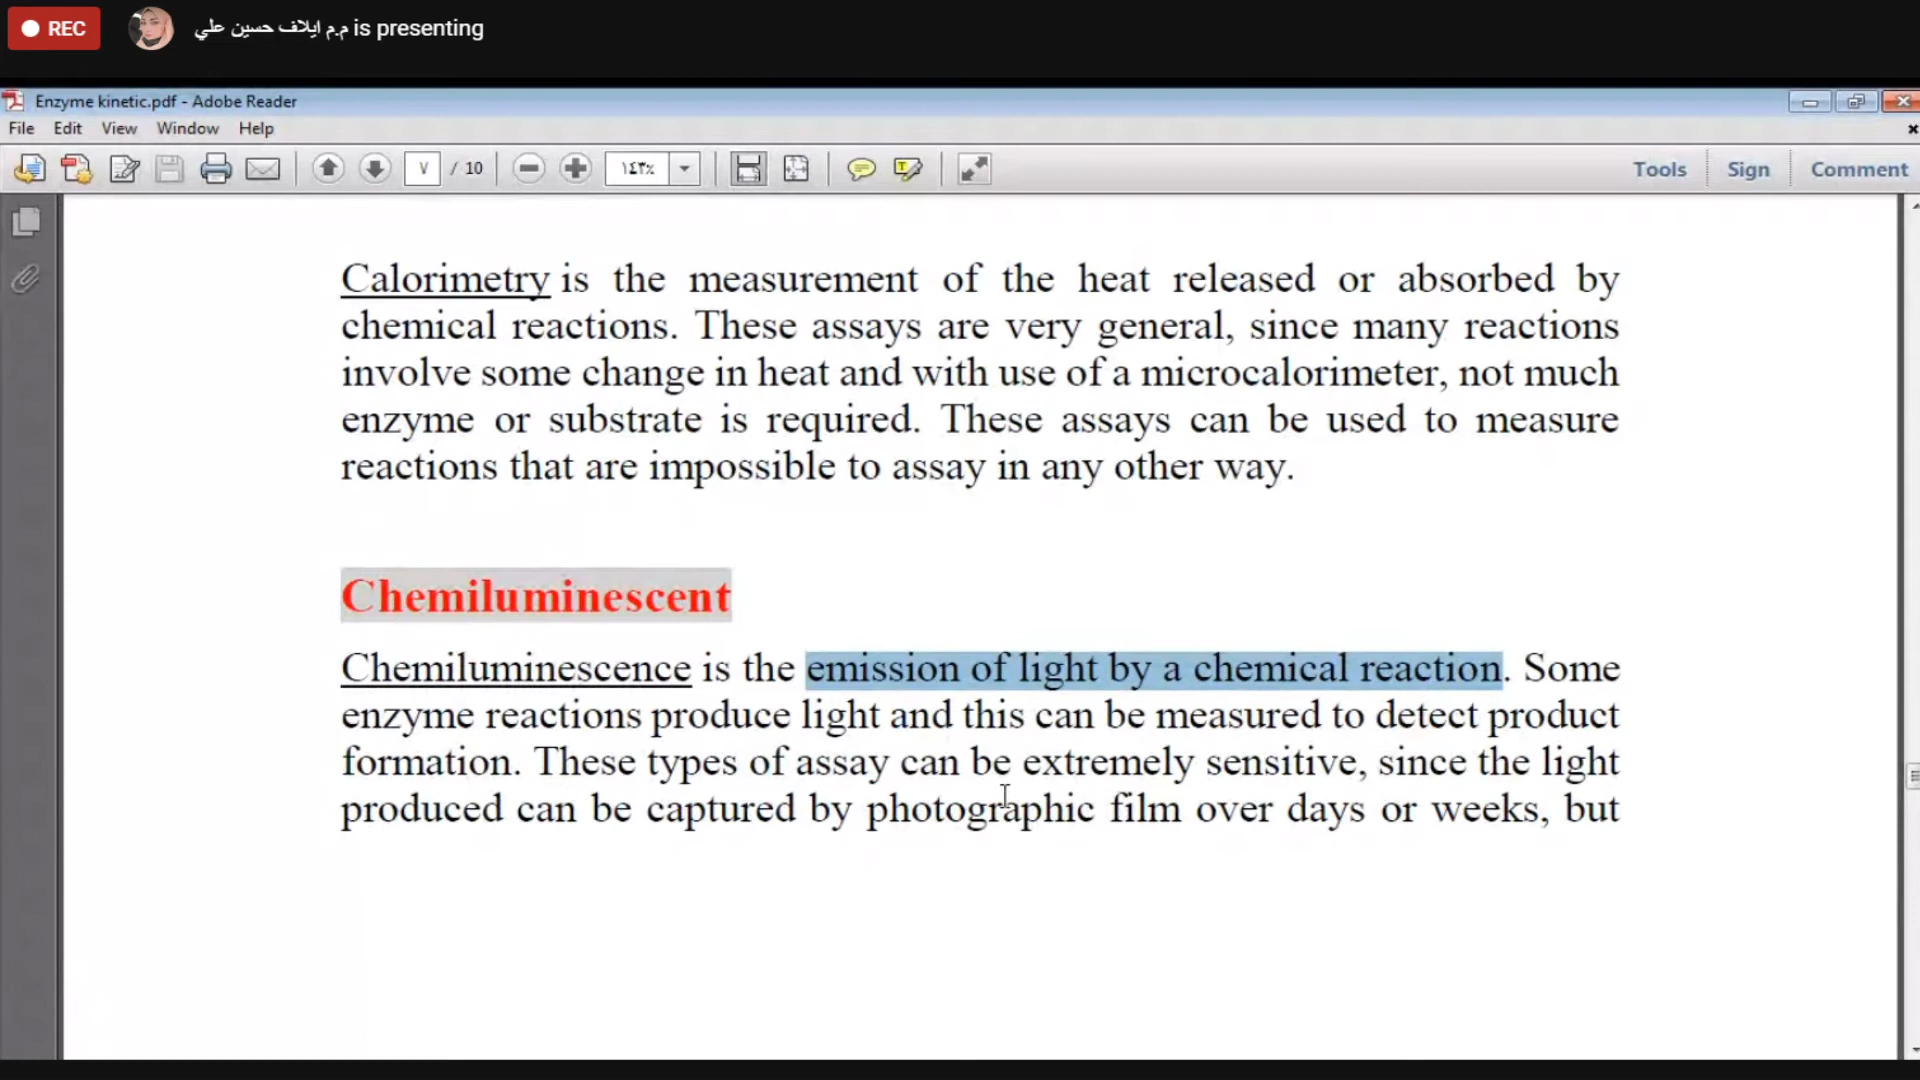 REC
م.م ايلاف حسين علي is presenting
Enzyme kinetic.pdf - Adobe Reader
File Edit View Window Help
٧ / 10 ١٤٣% Tools Sign Comment
Calorimetry is the measurement of the heat released or absorbed by
chemical reactions. These assays are very general, since many reactions
involve some change in heat and with use of a microcalorimeter, not much
enzyme or substrate is required. These assays can be used to measure
reactions that are impossible to assay in any other way.
Chemiluminescent
Chemiluminescence is the emission of light by a chemical reaction. Some
enzyme reactions produce light and this can be measured to detect product
formation. These types of assay can be extremely sensitive, since the light
produced can be captured by photographic film over days or weeks, but